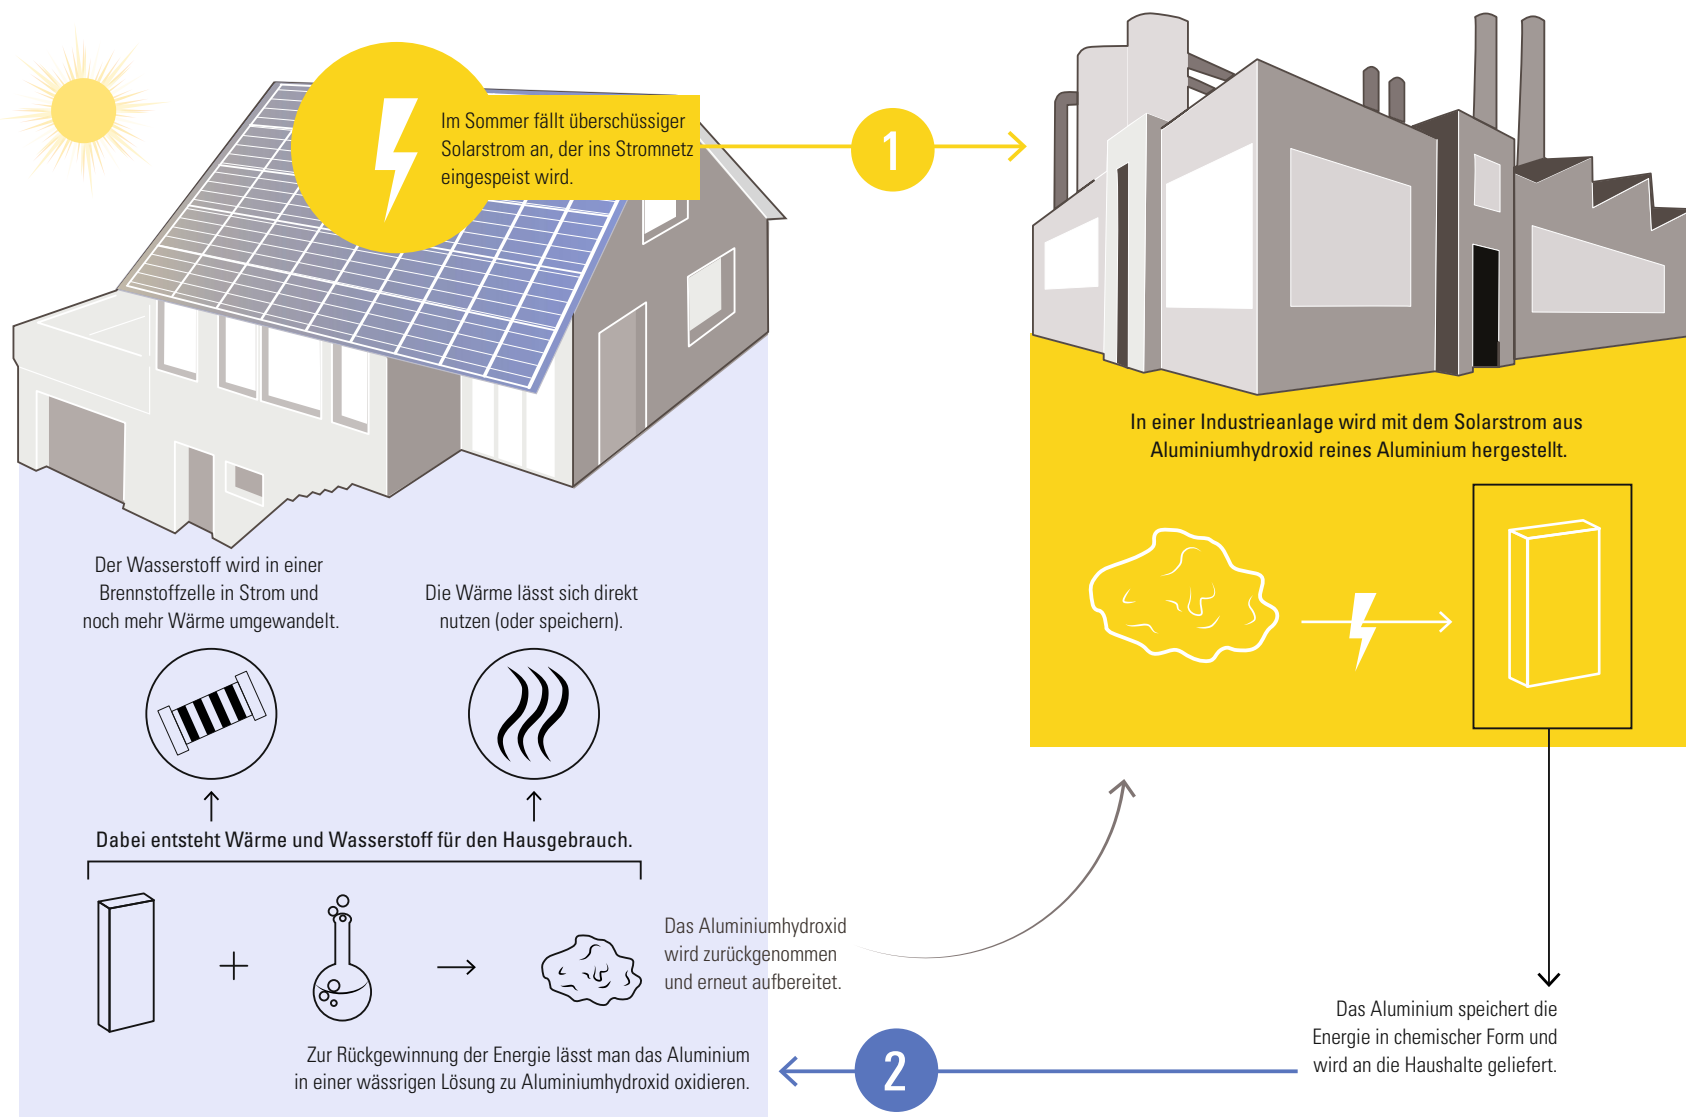 Im Sommer fällt überschüssiger
Solarstrom an, der ins Stromnetz
eingespeist wird.
1
In einer Industrieanlage wird mit dem Solarstrom aus
Aluminiumhydroxid reines Aluminium hergestellt.
Der Wasserstoff wird in einer
Brennstoffzelle in Strom und
noch mehr Wärme umgewandelt.
Die Wärme lässt sich direkt
nutzen (oder speichern).
Dabei entsteht Wärme und Wasserstoff für den Hausgebrauch.
+
Das Aluminiumhydroxid
wird zurückgenommen
und erneut aufbereitet.
Das Aluminium speichert die
Energie in chemischer Form und
wird an die Haushalte geliefert.
2
Zur Rückgewinnung der Energie lässt man das Aluminium
in einer wässrigen Lösung zu Aluminiumhydroxid oxidieren.